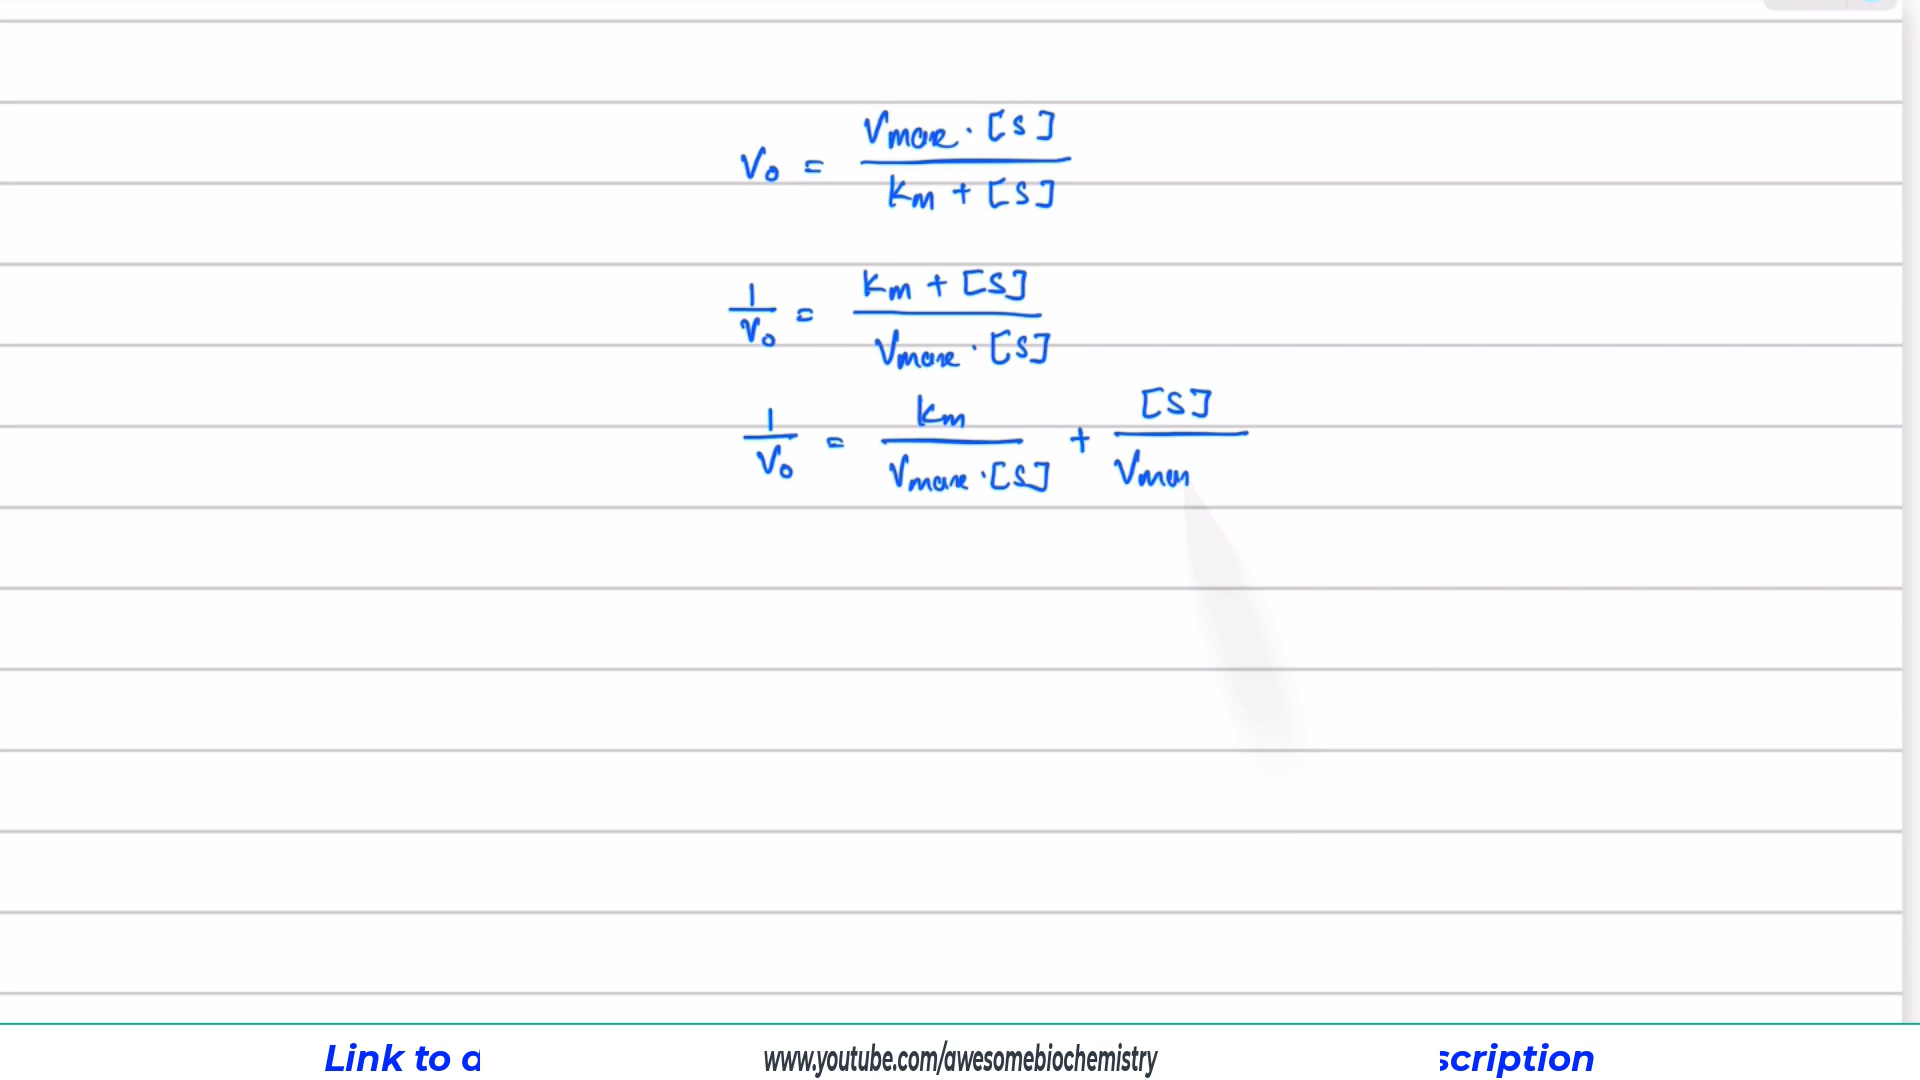 V₀ = Vmax · [S] / Km + [S]
1/V₀ = Km + [S] / Vmax · [S]
1/V₀ = Km / Vmax · [S] + [S] / Vmax
Link to
www.youtube.com/awesomebiochemistry
scription